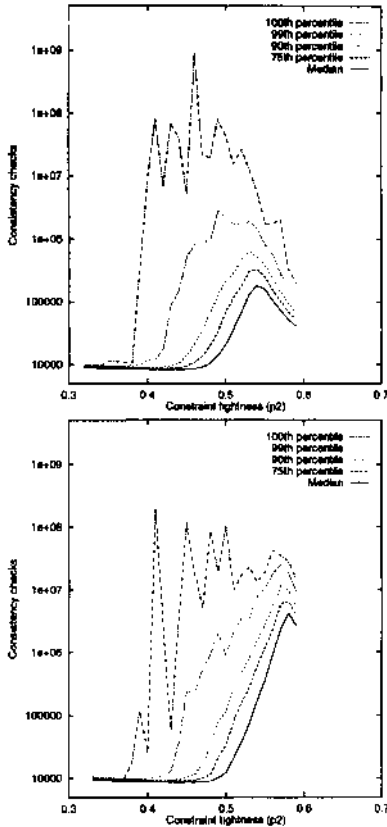 100th percentile
99th percentile
90th percentile
75th percentile
Median
1e+09
1e+08
1e+07
1e+06
100000
10000
Consistency checks
0.3 0.4 0.5 0.6 0.7
Constraint tightness (p2)
100th percentile
99th percentile
90th percentile
75th percentile
Median
1e+09
1e+08
1e+07
1e+06
100000
10000
Consistency checks
0.3 0.4 0.5 0.6 0.7
Constraint tightness (p2)